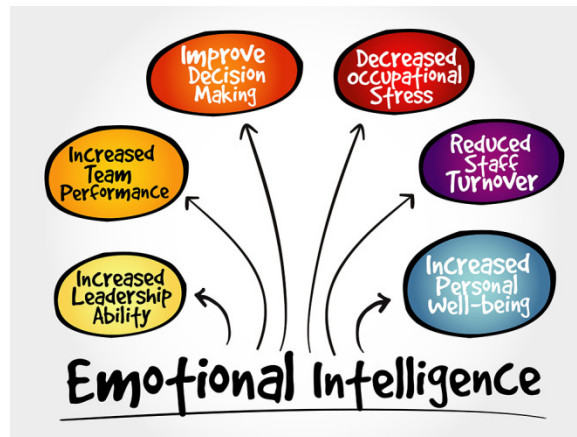 Improve
Decision
Making
Decreased
Occupational
Stress
Increased
Team
Performance
Reduced
Staff
Turnover
Increased
Leadership
Ability
Increased
Personal
Well-being
Emotional Intelligence